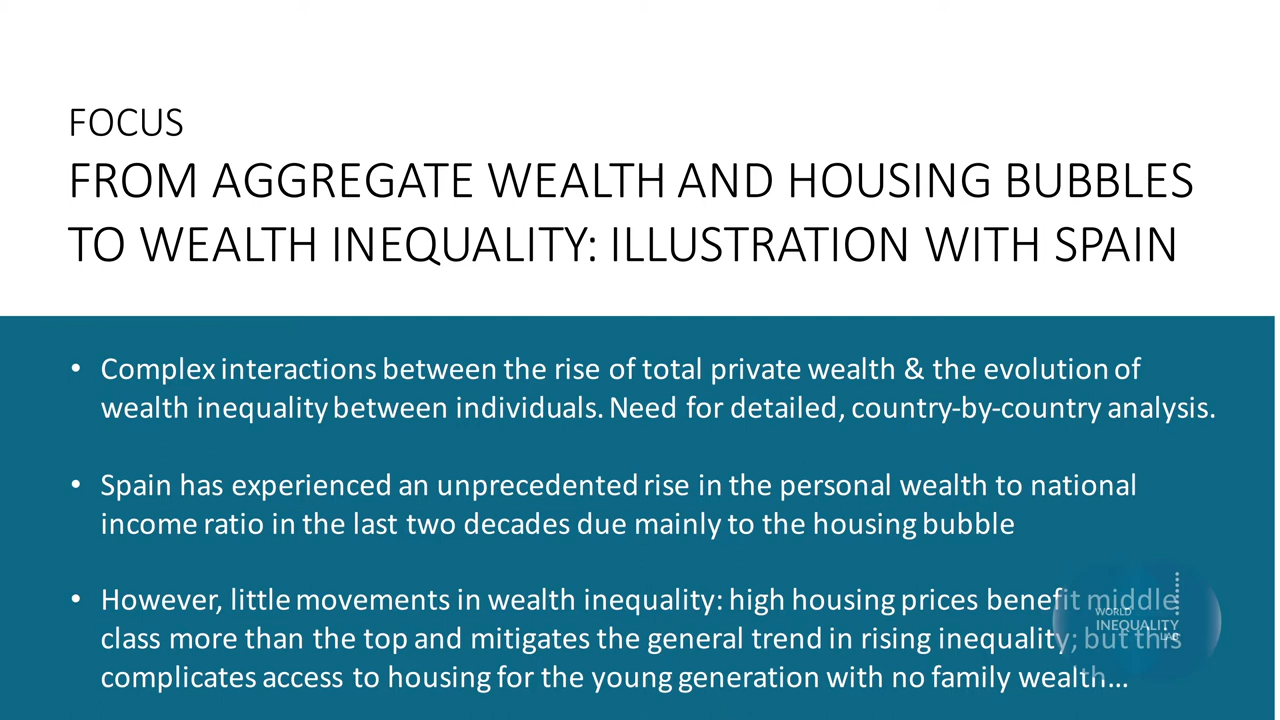 FOCUS
FROM AGGREGATE WEALTH AND HOUSING BUBBLES
TO WEALTH INEQUALITY: ILLUSTRATION WITH SPAIN
• Complex interactions between the rise of total private wealth & the evolution of
wealth inequality between individuals. Need for detailed, country-by-country analysis.
• Spain has experienced an unprecedented rise in the personal wealth to national
income ratio in the last two decades due mainly to the housing bubble
• However, little movements in wealth inequality: high housing prices benefit middle
class more than the top and mitigates the general trend in rising inequality; but this
complicates access to housing for the young generation with no family wealth...
WORLD
INEQUALITY
LAB